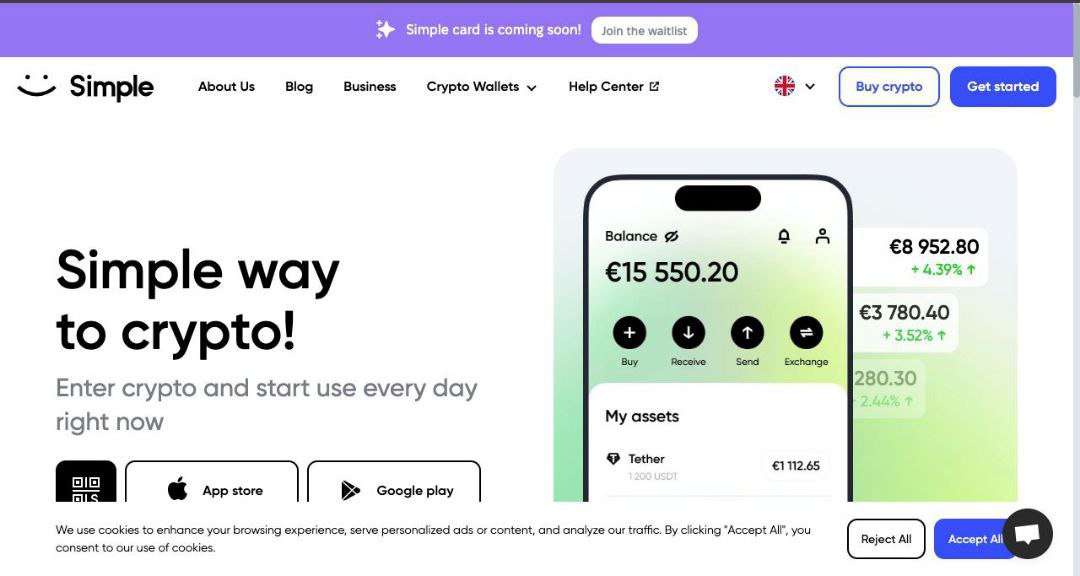 Simple card is coming soon!
Join the waitlist
Simple
About Us
Blog
Business
Crypto Wallets
Help Center
Buy crypto
Get started
Simple way
to crypto!
Enter crypto and start use every day
right now
App store
Google play
Balance
€15 550.20
Buy
Receive
Send
Exchange
My assets
Tether
1 200 USDT
€1 112.65
€8 952.80
+ 4.39% ↑
€3 780.40
+ 3.52% ↑
280.30
2.44% ↑
We use cookies to enhance your browsing experience, serve personalized ads or content, and analyze our traffic. By clicking "Accept All", you
consent to our use of cookies.
Reject All
Accept All